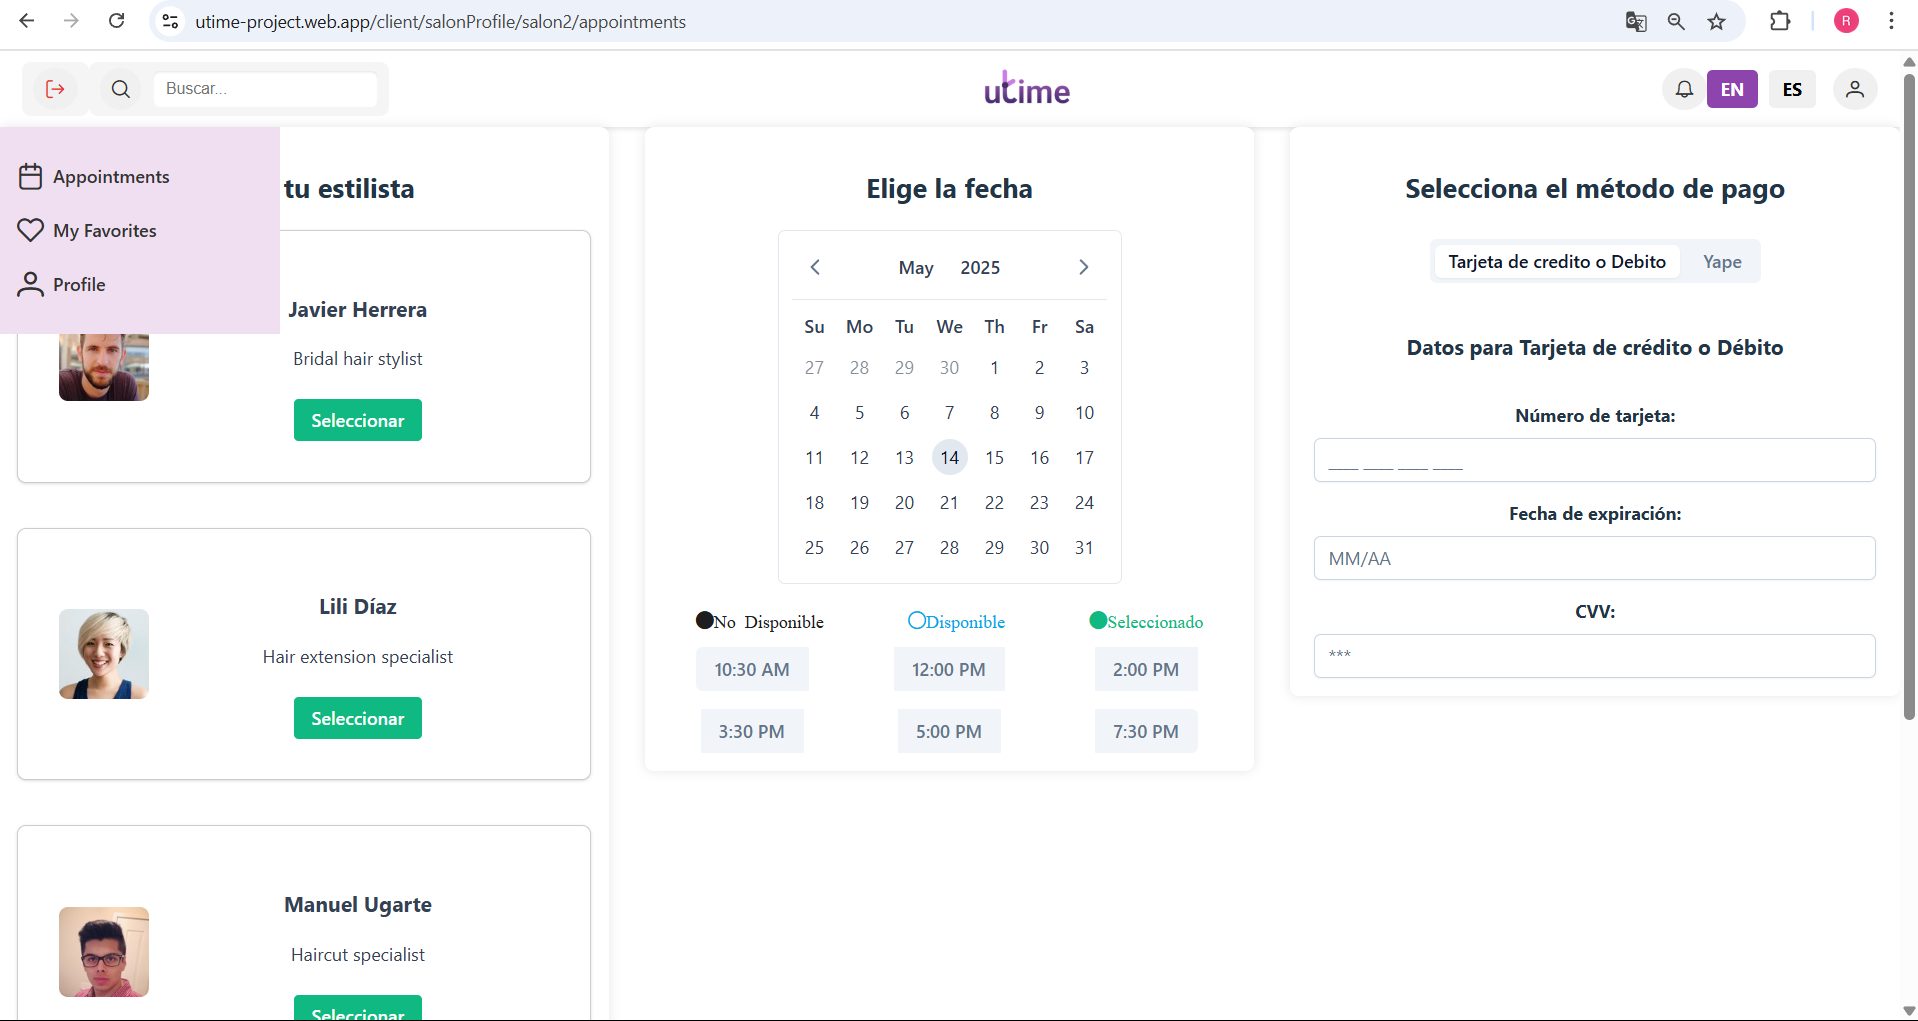 utime-project.web.app/client/salonProfile/salon2/appointments
R
Buscar...
utime
EN
ES
Appointments
My Favorites
Profile
tu estilista
Javier Herrera
Bridal hair stylist
Seleccionar
Lili Díaz
Hair extension specialist
Seleccionar
Manuel Ugarte
Haircut specialist
Seleccionar
Elige la fecha
May 2025
Su Mo Tu We Th Fr Sa
27 28 29 30 1 2 3
4 5 6 7 8 9 10
11 12 13 14 15 16 17
18 19 20 21 22 23 24
25 26 27 28 29 30 31
No Disponible
Disponible
Seleccionado
10:30 AM 12:00 PM 2:00 PM
3:30 PM 5:00 PM 7:30 PM
Selecciona el método de pago
Tarjeta de credito o Debito
Yape
Datos para Tarjeta de crédito o Débito
Número de tarjeta:
____ ____ ____ ____
Fecha de expiración:
MM/AA
CVV:
***